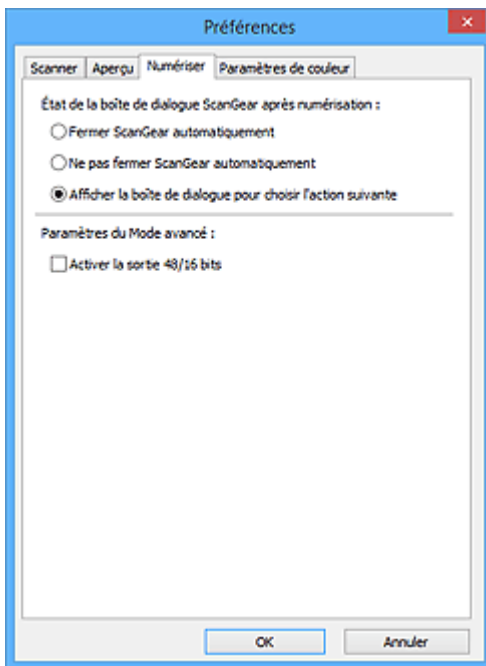 Préférences
Scanner Aperçu Numériser Paramètres de couleur
État de la boîte de dialogue ScanGear après numérisation :
Fermer ScanGear automatiquement
Ne pas fermer ScanGear automatiquement
Afficher la boîte de dialogue pour choisir l'action suivante
Paramètres du Mode avancé :
Activer la sortie 48/16 bits
OK Annuler